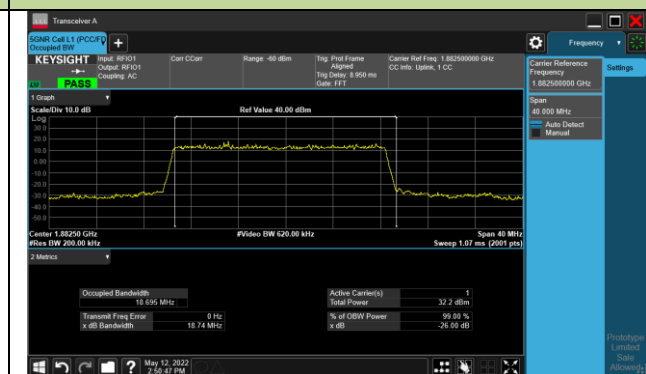 Transceiver A
5GNR Cell L1 (PCC/FD
Occupied BW
Frequency
KEYSIGHT
Input: RFIO1
Output: RFIO1
Coupling: AC
Corr CCorr
Range: -60 dBm
Trig: Prot Frame
Aligned
Trig Delay: 8.950 ms
Gate: FFT
Carrier Ref Freq: 1.882500000 GHz
CC Info: Uplink, 1 CC
LU
PASS
Carrier Reference
Frequency
1.882500000 GHz
Settings
Span
40.000 MHz
Auto Detect
Manual
1 Graph
Scale/Div 10.0 dB
Ref Value 40.00 dBm
Log
30.0
20.0
10.0
0.00
-10.0
-20.0
-30.0
-40.0
-50.0
Center 1.88250 GHz
#Video BW 620.00 kHz
Span 40 MHz
#Res BW 200.00 kHz
Sweep 1.07 ms (2001 pts)
2 Metrics
Occupied Bandwidth
18.695 MHz
Active Carrier(s) 1
Total Power 32.2 dBm
Transmit Freq Error 0 Hz
x dB Bandwidth 18.74 MHz
% of OBW Power 99.00 %
x dB -26.00 dB
Prototype
Limited
Sale
Allowed
May 12, 2022
2:50:47 PM